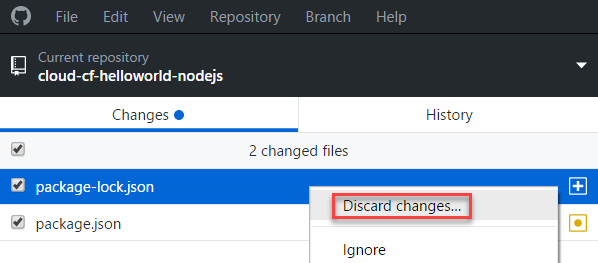 File Edit View Repository Branch Help
Current repository
cloud-cf-helloworld-nodejs
Changes History
2 changed files
package-lock.json
Discard changes...
package.json
Ignore